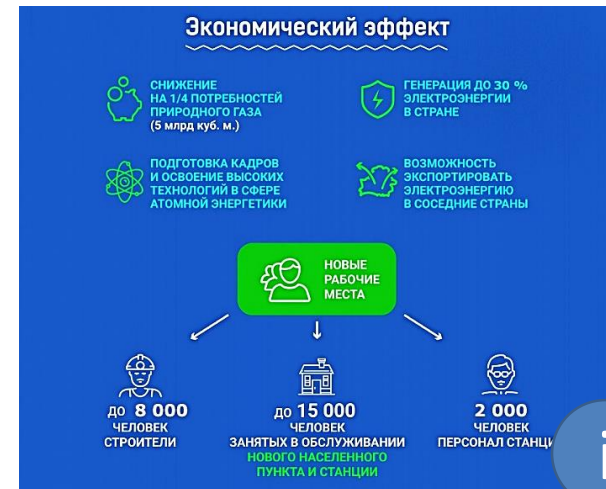 Экономический эффект
СНИЖЕНИЕ
НА 1/4 ПОТРЕБНОСТЕЙ
ПРИРОДНОГО ГАЗА
(5 млрд куб. м.)
ГЕНЕРАЦИЯ ДО 30 %
ЭЛЕКТРОЭНЕРГИИ
В СТРАНЕ
ПОДГОТОВКА КАДРОВ
И ОСВОЕНИЕ ВЫСОКИХ
ТЕХНОЛОГИЙ В СФЕРЕ
АТОМНОЙ ЭНЕРГЕТИКИ
ВОЗМОЖНОСТЬ
ЭКСПОРТИРОВАТЬ
ЭЛЕКТРОЭНЕРГИЮ
В СОСЕДНИЕ СТРАНЫ
НОВЫЕ
РАБОЧИЕ
МЕСТА
ДО 8 000
ЧЕЛОВЕК
СТРОИТЕЛИ
ДО 15 000
ЧЕЛОВЕК
ЗАНЯТЫХ В ОБСЛУЖИВАНИИ
НОВОГО НАСЕЛЕННОГО
ПУНКТА И СТАНЦИИ
2 000
ЧЕЛОВЕК
ПЕРСОНАЛ